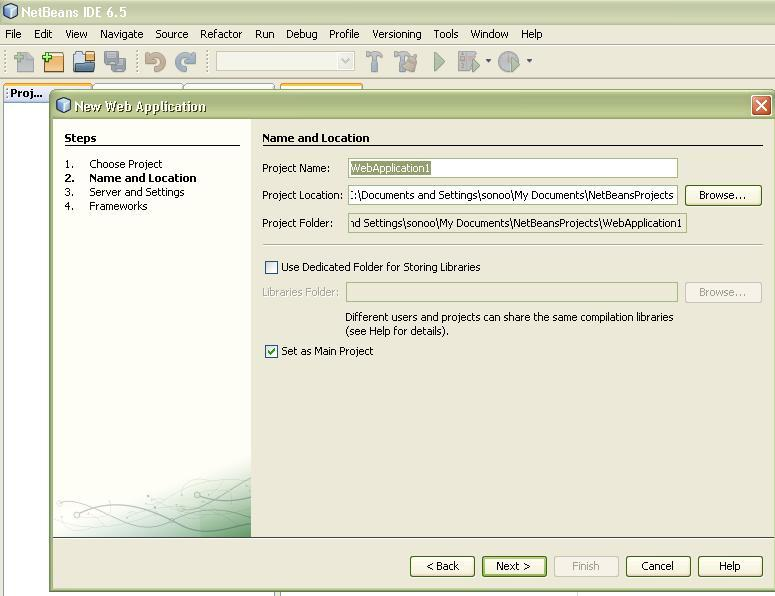 NetBeans IDE 6.5
File Edit View Navigate Source Refactor Run Debug Profile Versioning Tools Window Help
Proj...
New Web Application
Steps
1. Choose Project
2. Name and Location
3. Server and Settings
4. Frameworks
Name and Location
Project Name: WebApplication1
Project Location: :\Documents and Settings\sonoo\My Documents\NetBeansProjects Browse...
Project Folder: nd Settings\sonoo\My Documents\NetBeansProjects\WebApplication1
Use Dedicated Folder for Storing Libraries
Libraries Folder: Browse...
Different users and projects can share the same compilation libraries
(see Help for details).
Set as Main Project
< Back Next > Finish Cancel Help